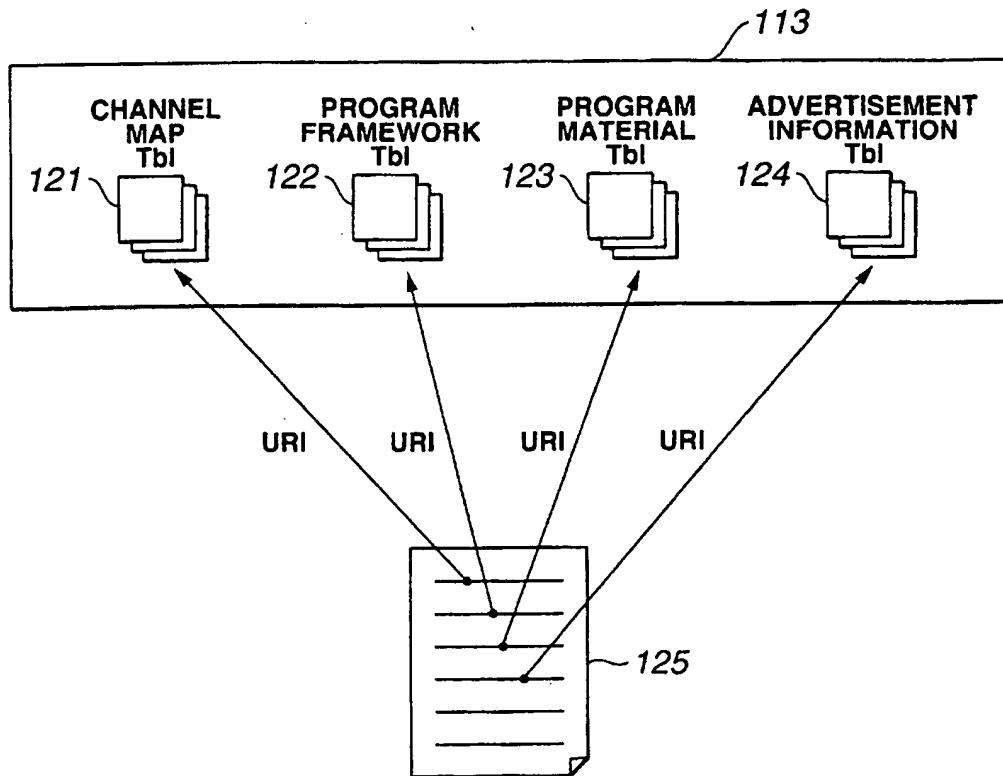 113
CHANNEL
MAP
Tbl
121
PROGRAM
FRAMEWORK
Tbl
122
PROGRAM
MATERIAL
Tbl
123
ADVERTISEMENT
INFORMATION
Tbl
124
URI
URI
URI
URI
125